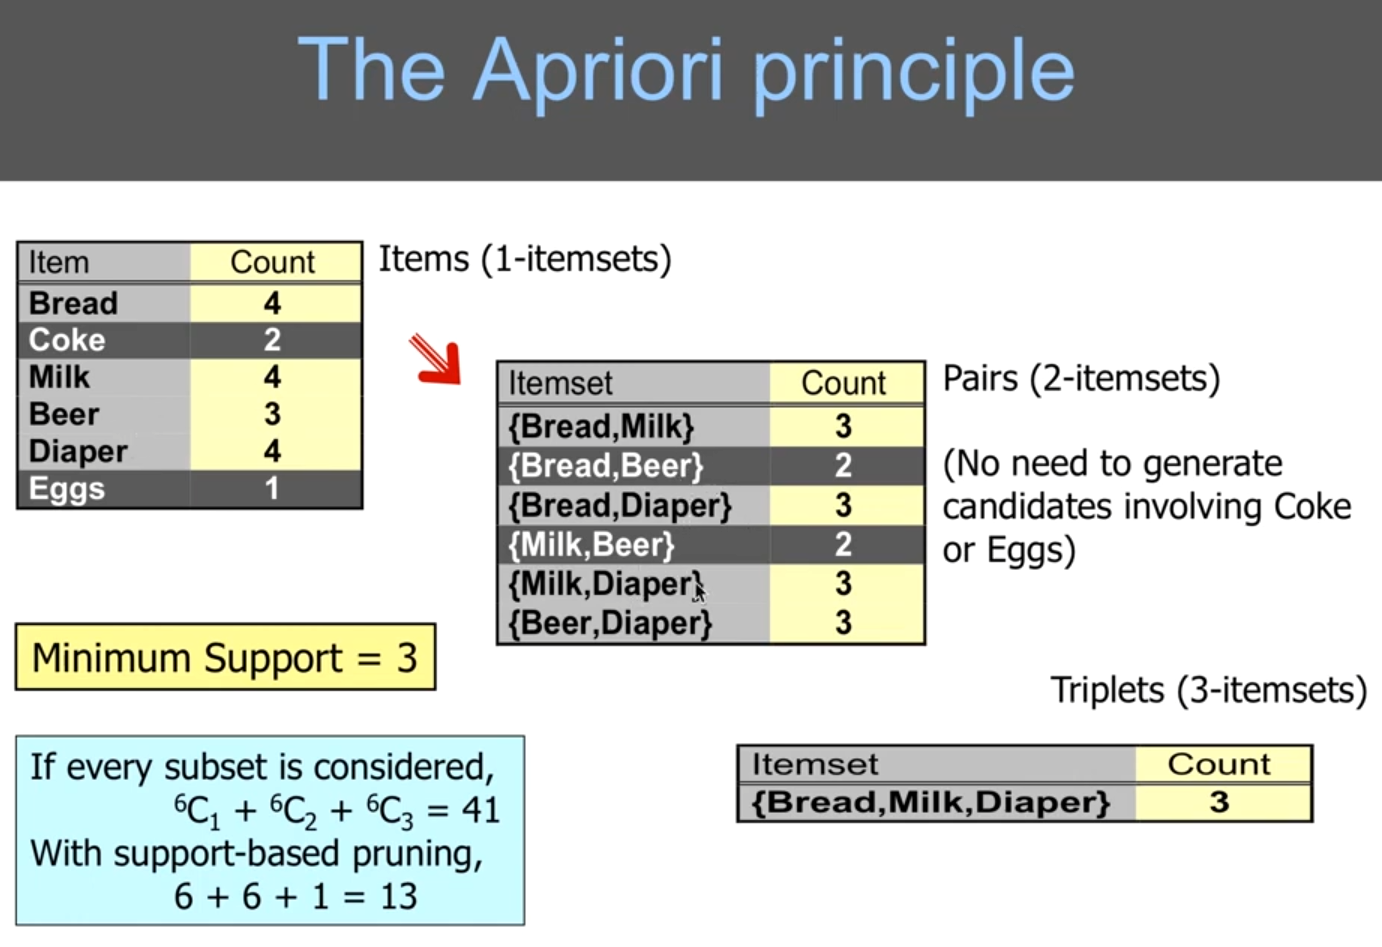 The Apriori principle
Item Count
Bread 4
Coke 2
Milk 4
Beer 3
Diaper 4
Eggs 1
Items (1-itemsets)
Itemset Count
{Bread,Milk} 3
{Bread,Beer} 2
{Bread,Diaper} 3
{Milk,Beer} 2
{Milk,Diaper} 3
{Beer,Diaper} 3
Pairs (2-itemsets)
(No need to generate
candidates involving Coke
or Eggs)
Minimum Support = 3
Triplets (3-itemsets)
Itemset Count
{Bread,Milk,Diaper} 3
If every subset is considered,
⁶C₁ + ⁶C₂ + ⁶C₃ = 41
With support-based pruning,
6 + 6 + 1 = 13